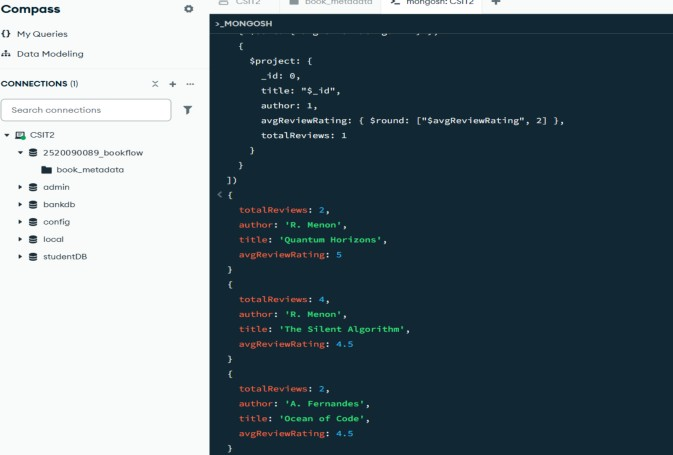 Compass
{} My Queries
Data Modeling
CONNECTIONS (1)
Search connections
CSIT2
2520090089_bookflow
book_metadata
admin
bankdb
config
local
studentDB
CSIT2
book_metadata
mongosh: CSIT2
>_MONGOSH
{
$project: {
_id: 0,
title: "$_id",
author: 1,
avgReviewRating: { $round: ["$avgReviewRating", 2] },
totalReviews: 1
}
}
])
< {
totalReviews: 2,
author: 'R. Menon',
title: 'Quantum Horizons',
avgReviewRating: 5
}
{
totalReviews: 4,
author: 'R. Menon',
title: 'The Silent Algorithm',
avgReviewRating: 4.5
}
{
totalReviews: 2,
author: 'A. Fernandes',
title: 'Ocean of Code',
avgReviewRating: 4.5
}